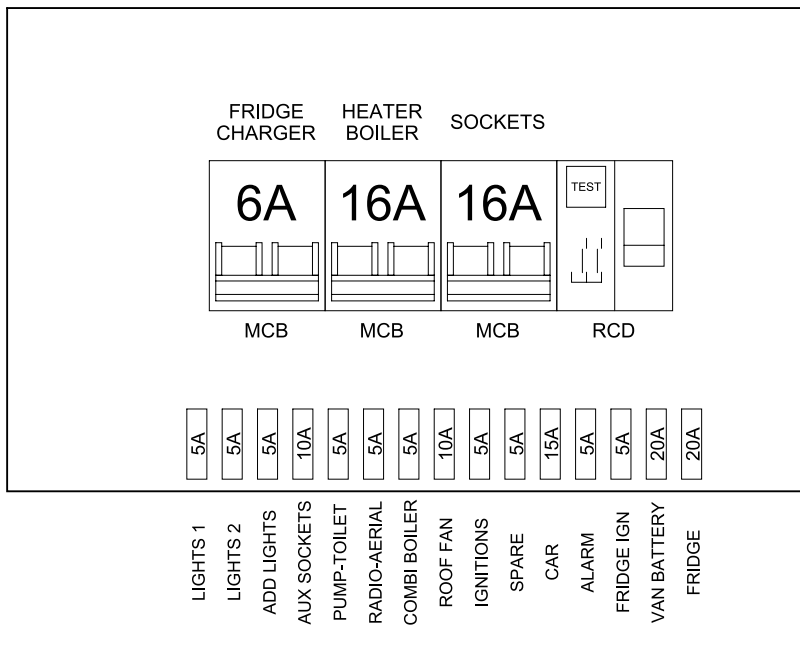 FRIDGE
CHARGER
HEATER
BOILER
SOCKETS
6A
16A
16A
TEST
MCB
MCB
MCB
RCD
5A
5A
5A
10A
5A
5A
5A
10A
5A
5A
15A
5A
5A
20A
20A
LIGHTS 1
LIGHTS 2
ADD LIGHTS
AUX SOCKETS
PUMP-TOILET
RADIO-AERIAL
COMBI BOILER
ROOF FAN
IGNITIONS
SPARE
CAR
ALARM
FRIDGE IGN
VAN BATTERY
FRIDGE